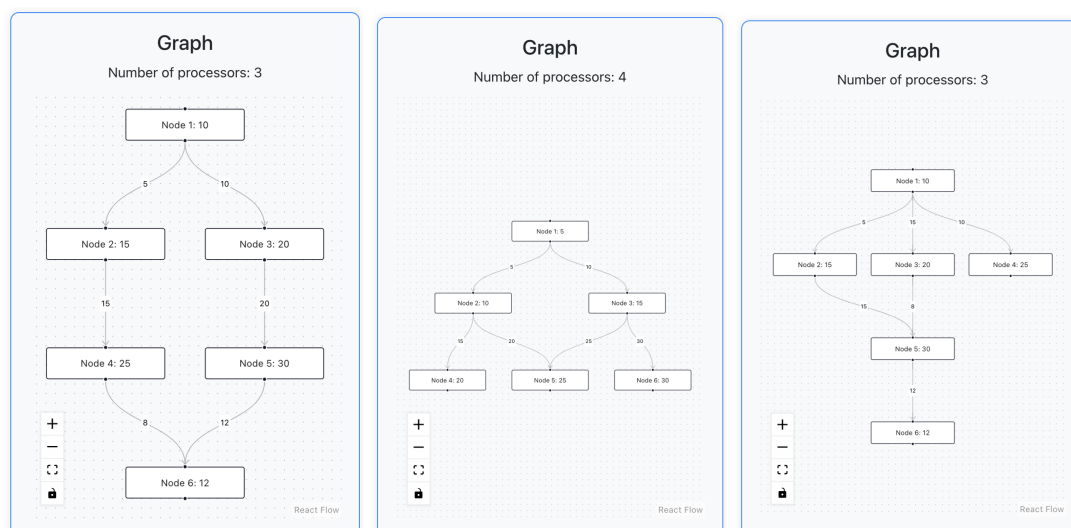 Graph
Number of processors: 3
Node 1: 10
5
10
Node 2: 15
Node 3: 20
15
20
Node 4: 25
Node 5: 30
8
12
Node 6: 12
React Flow
Graph
Number of processors: 4
Node 1: 5
5
10
Node 2: 10
Node 3: 15
15
20
25
30
Node 4: 20
Node 5: 25
Node 6: 30
React Flow
Graph
Number of processors: 3
Node 1: 10
5
15
10
Node 2: 15
Node 3: 20
Node 4: 25
15
8
Node 5: 30
12
Node 6: 12
React Flow